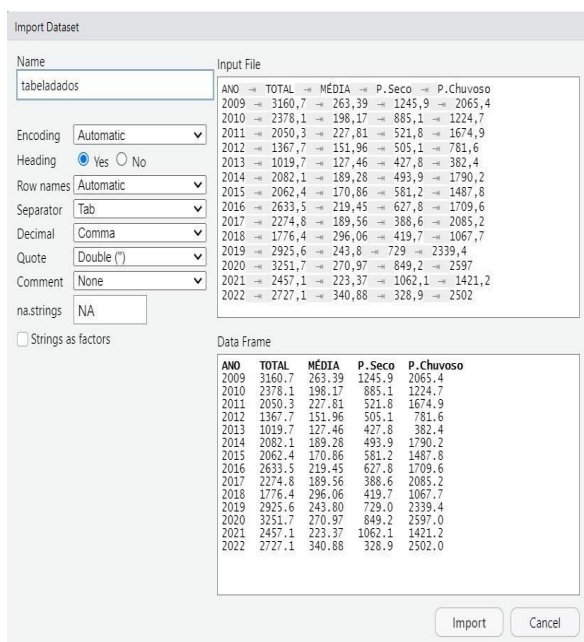 Import Dataset
Name
tabeladados
Encoding Automatic
Heading Yes No
Row names Automatic
Separator Tab
Decimal Comma
Quote Double (")
Comment None
na.strings NA
Strings as factors
Input File
ANO → TOTAL → MÉDIA → P.Seco → P.Chuvoso
2009 → 3160,7 → 263,39 → 1245,9 → 2065,4
2010 → 2378,1 → 198,17 → 885,1 → 1224,7
2011 → 2050,3 → 227,81 → 521,8 → 1674,9
2012 → 1367,7 → 151,96 → 505,1 → 781,6
2013 → 1019,7 → 127,46 → 427,8 → 382,4
2014 → 2082,1 → 189,28 → 493,9 → 1790,2
2015 → 2062,4 → 170,86 → 581,2 → 1487,8
2016 → 2633,5 → 219,45 → 627,8 → 1709,6
2017 → 2274,8 → 189,56 → 388,6 → 2085,2
2018 → 1776,4 → 296,06 → 419,7 → 1067,7
2019 → 2925,6 → 243,8 → 729 → 2339,4
2020 → 3251,7 → 270,97 → 849,2 → 2597
2021 → 2457,1 → 223,37 → 1062,1 → 1421,2
2022 → 2727,1 → 340,88 → 328,9 → 2502
Data Frame
ANO TOTAL MÉDIA P.Seco P.Chuvoso
2009 3160.7 263.39 1245.9 2065.4
2010 2378.1 198.17 885.1 1224.7
2011 2050.3 227.81 521.8 1674.9
2012 1367.7 151.96 505.1 781.6
2013 1019.7 127.46 427.8 382.4
2014 2082.1 189.28 493.9 1790.2
2015 2062.4 170.86 581.2 1487.8
2016 2633.5 219.45 627.8 1709.6
2017 2274.8 189.56 388.6 2085.2
2018 1776.4 296.06 419.7 1067.7
2019 2925.6 243.80 729.0 2339.4
2020 3251.7 270.97 849.2 2597.0
2021 2457.1 223.37 1062.1 1421.2
2022 2727.1 340.88 328.9 2502.0
Import Cancel